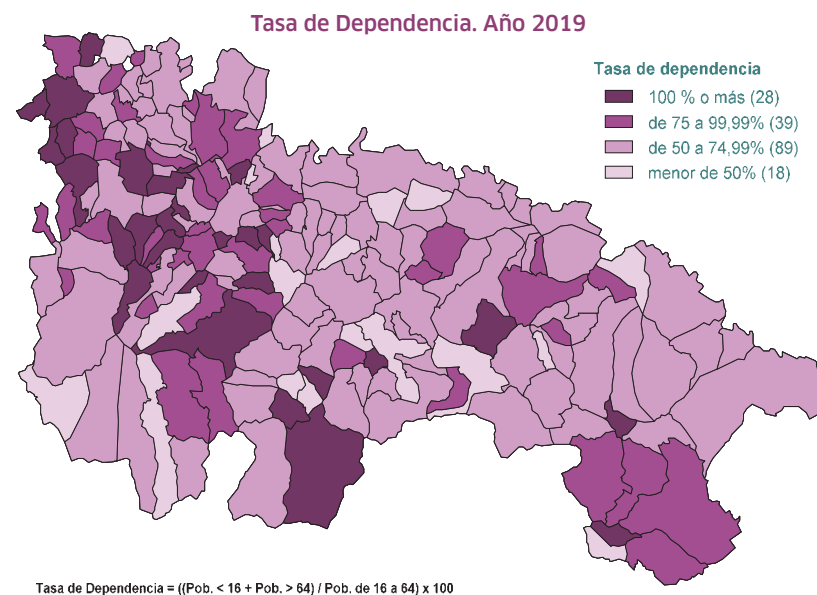 Tasa de Dependencia. Año 2019
Tasa de dependencia
100 % o más (28)
de 75 a 99,99% (39)
de 50 a 74,99% (89)
menor de 50% (18)
Tasa de Dependencia = ((Pob. < 16 + Pob. > 64) / Pob. de 16 a 64) x 100